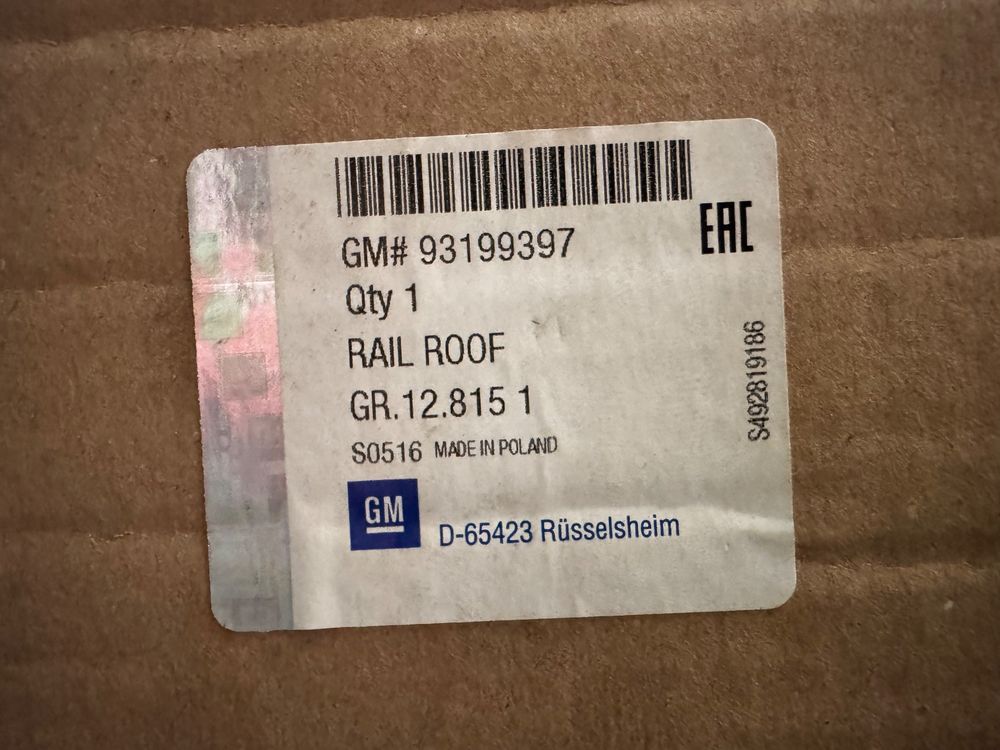 GM# 93199397
EAC
Qty 1
RAIL ROOF
GR.12.815 1
S0516 MADE IN POLAND
S492819186
GM
D-65423 Rüsselsheim